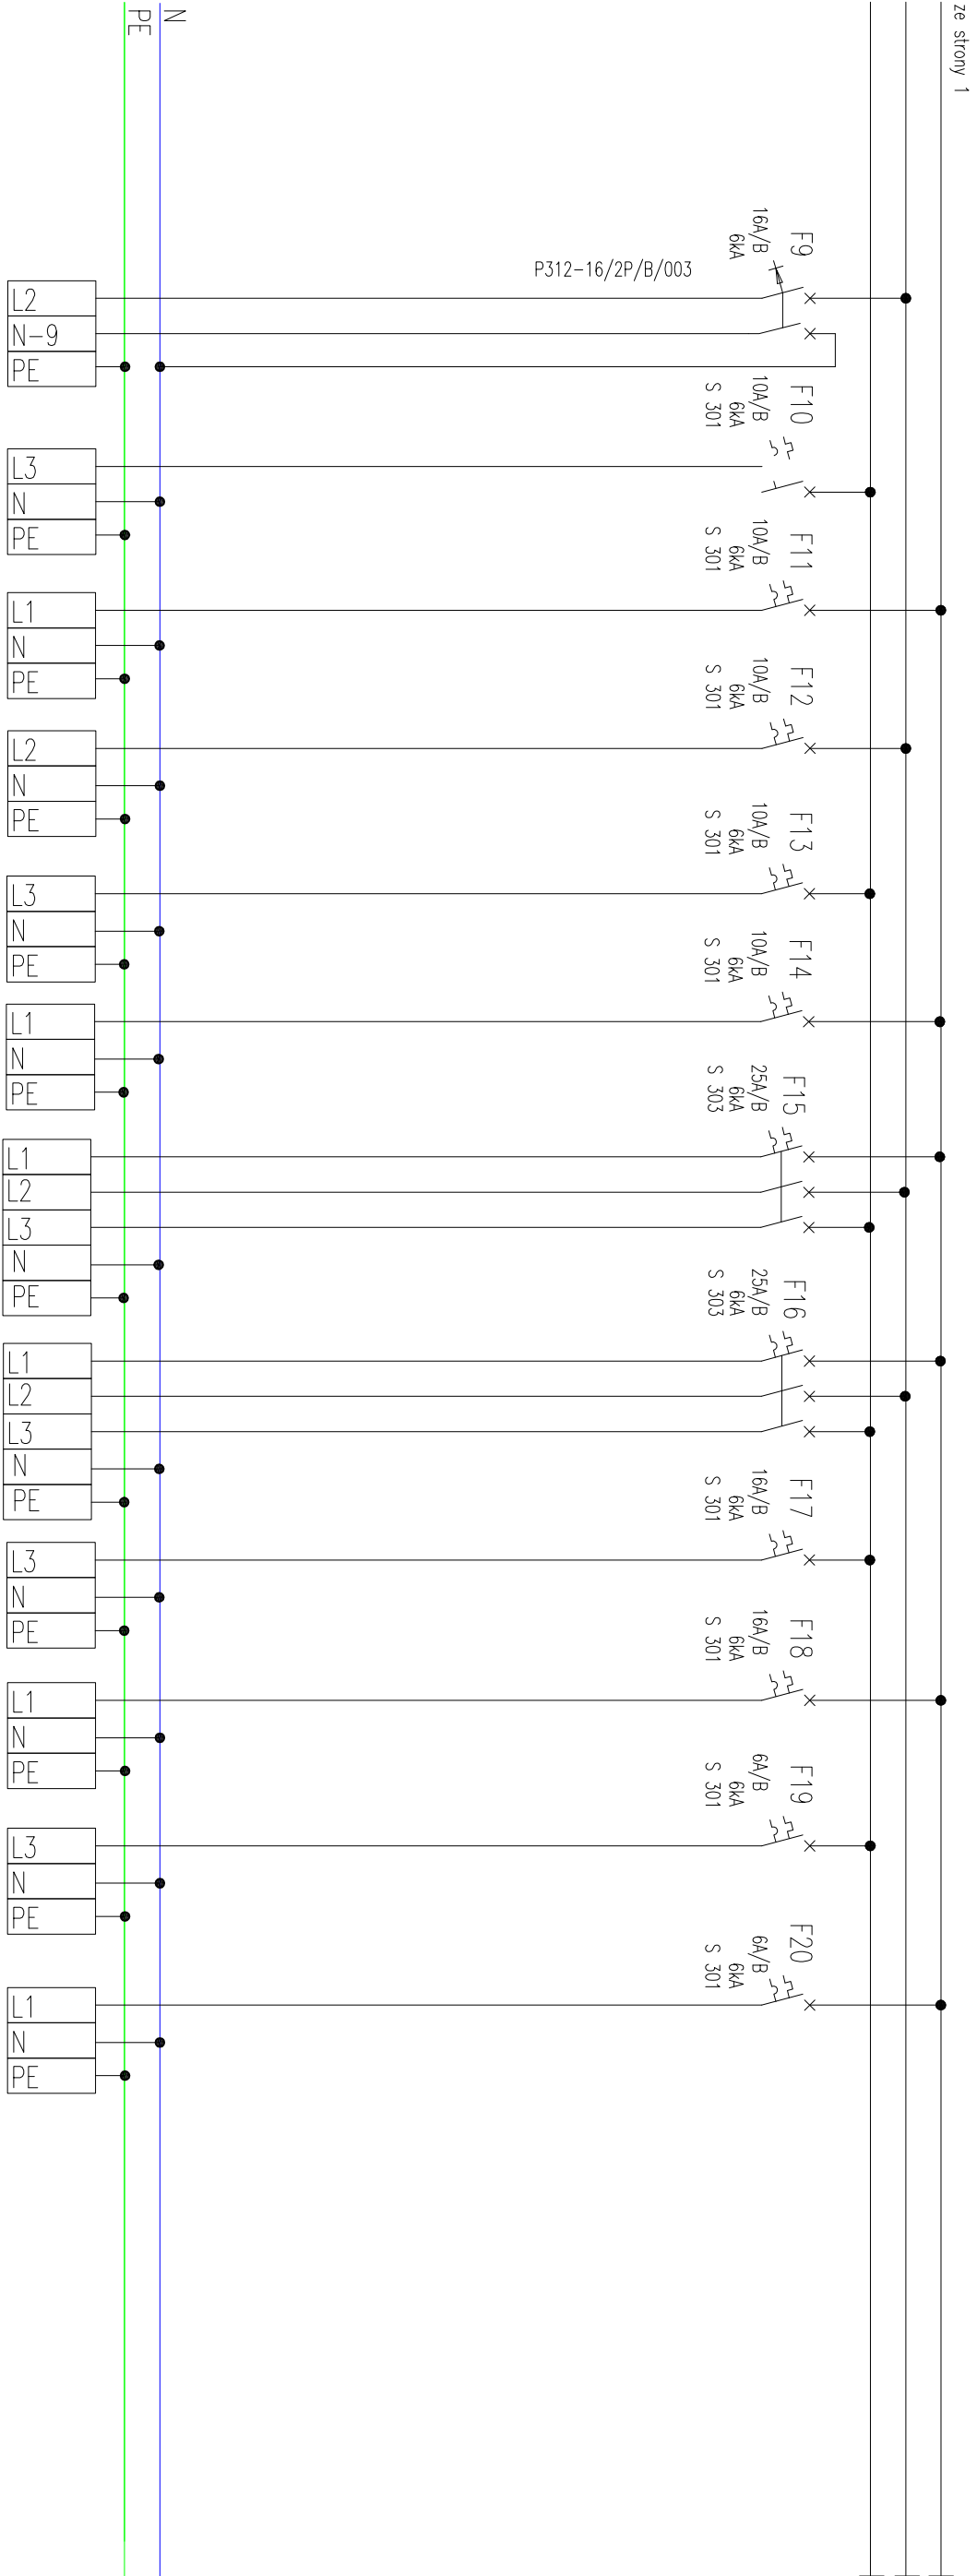 ze strony 1
N
PE
F9
16A/B
6kA
P312-16/2P/B/003
L2
N-9
PE
F10
10A/B
6kA
S 301
L3
N
PE
F11
10A/B
6kA
S 301
L1
N
PE
F12
10A/B
6kA
S 301
L2
N
PE
F13
10A/B
6kA
S 301
L3
N
PE
F14
10A/B
6kA
S 301
L1
N
PE
F15
25A/B
6kA
S 303
L1
L2
L3
N
PE
F16
25A/B
6kA
S 303
L1
L2
L3
N
PE
F17
16A/B
6kA
S 301
L3
N
PE
F18
16A/B
6kA
S 301
L1
N
PE
F19
6A/B
6kA
S 301
L3
N
PE
F20
6A/B
6kA
S 301
L1
N
PE